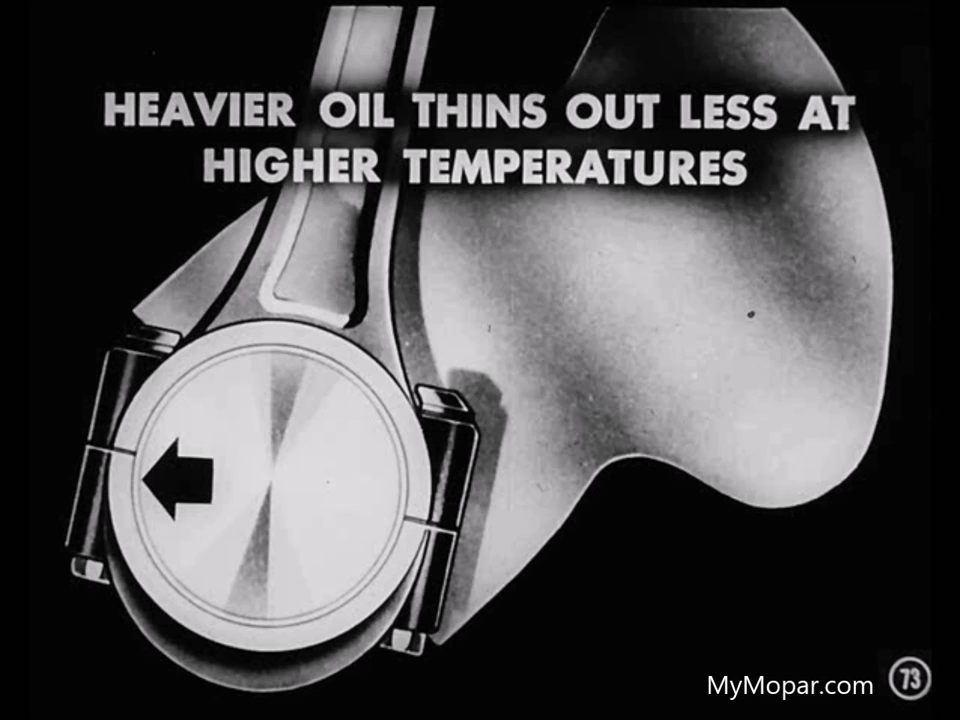 HEAVIER OIL THINS OUT LESS AT
HIGHER TEMPERATURES
MyMopar.com
73